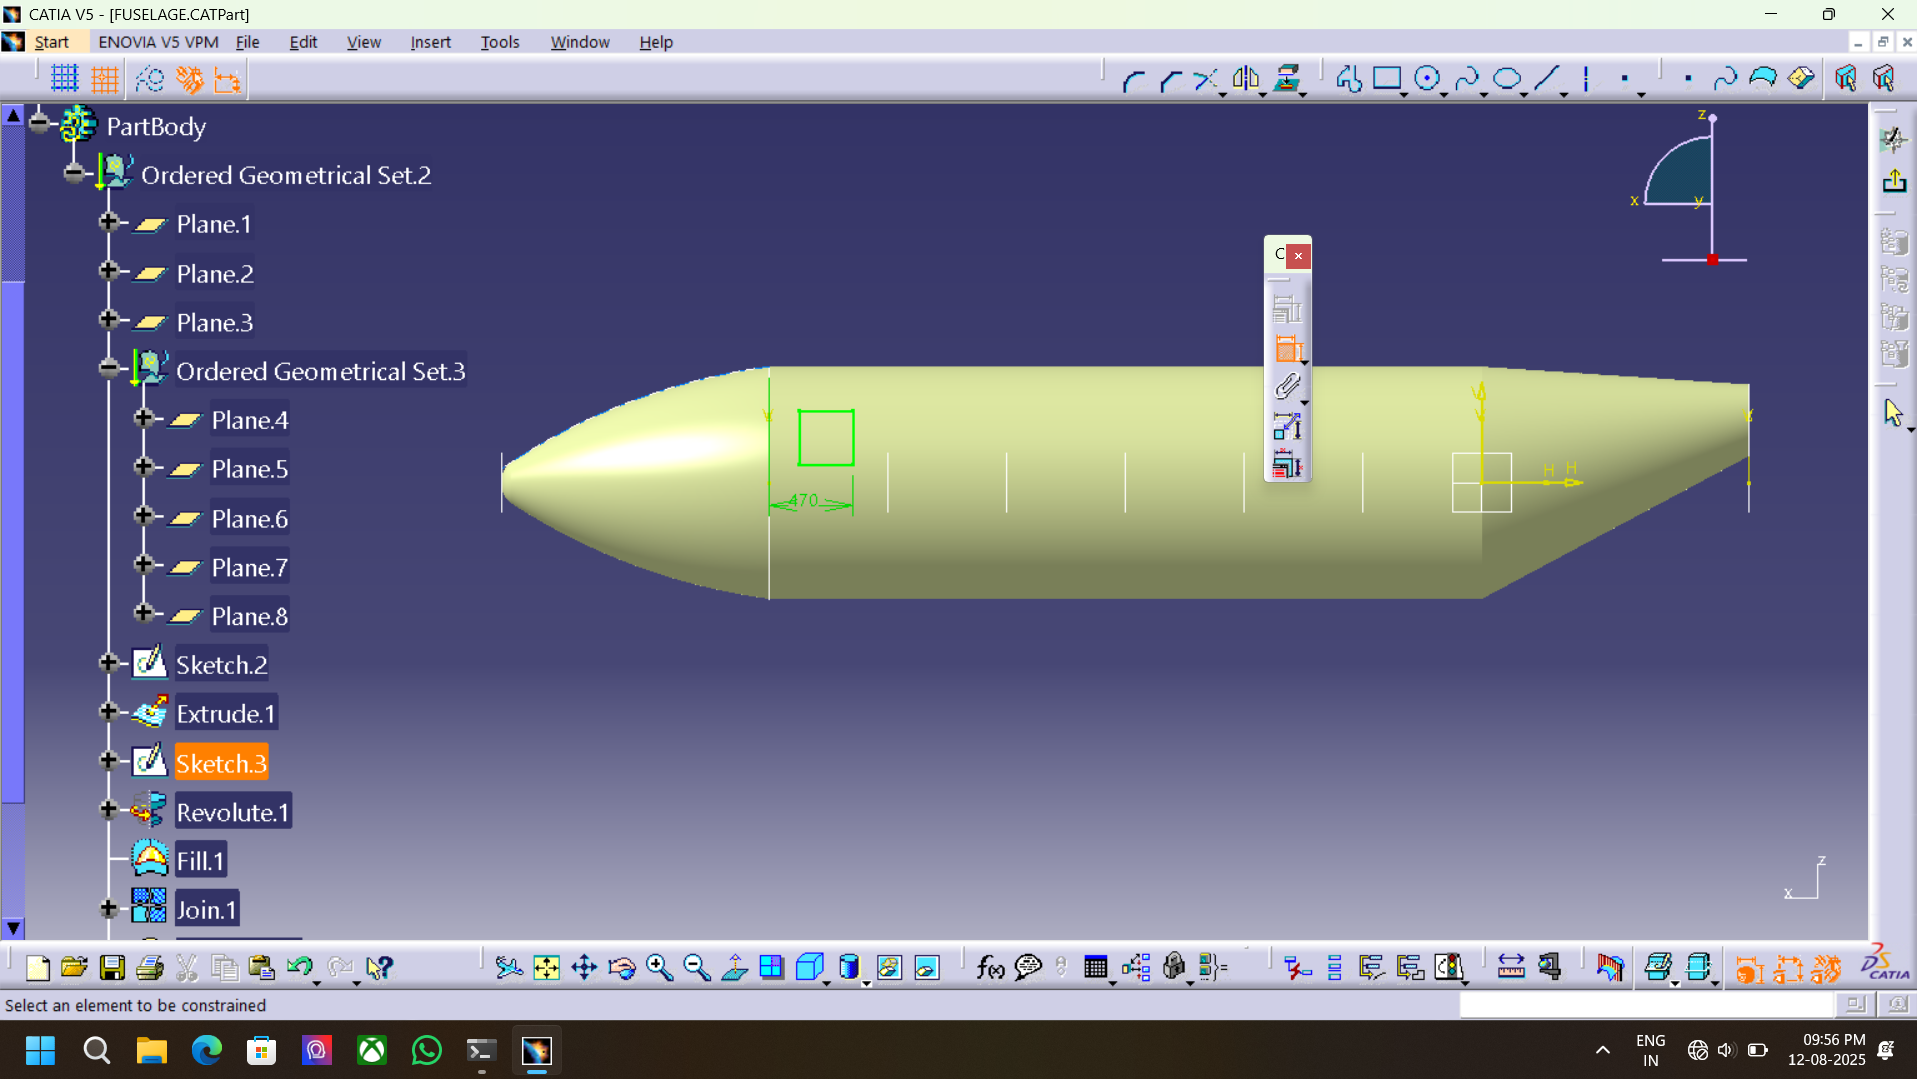 CATIA V5 - [FUSELAGE.CATPart]
Start ENOVIA V5 VPM File Edit View Insert Tools Window Help
PartBody
Ordered Geometrical Set.2
Plane.1
Plane.2
Plane.3
Ordered Geometrical Set.3
Plane.4
Plane.5
Plane.6
Plane.7
Plane.8
Sketch.2
Extrude.1
Sketch.3
Revolute.1
Fill.1
Join.1
z
x y
C
V
V
V
H H
470
z
x
f(x)
CATIA
Select an element to be constrained
ENG
IN
09:56 PM
12-08-2025